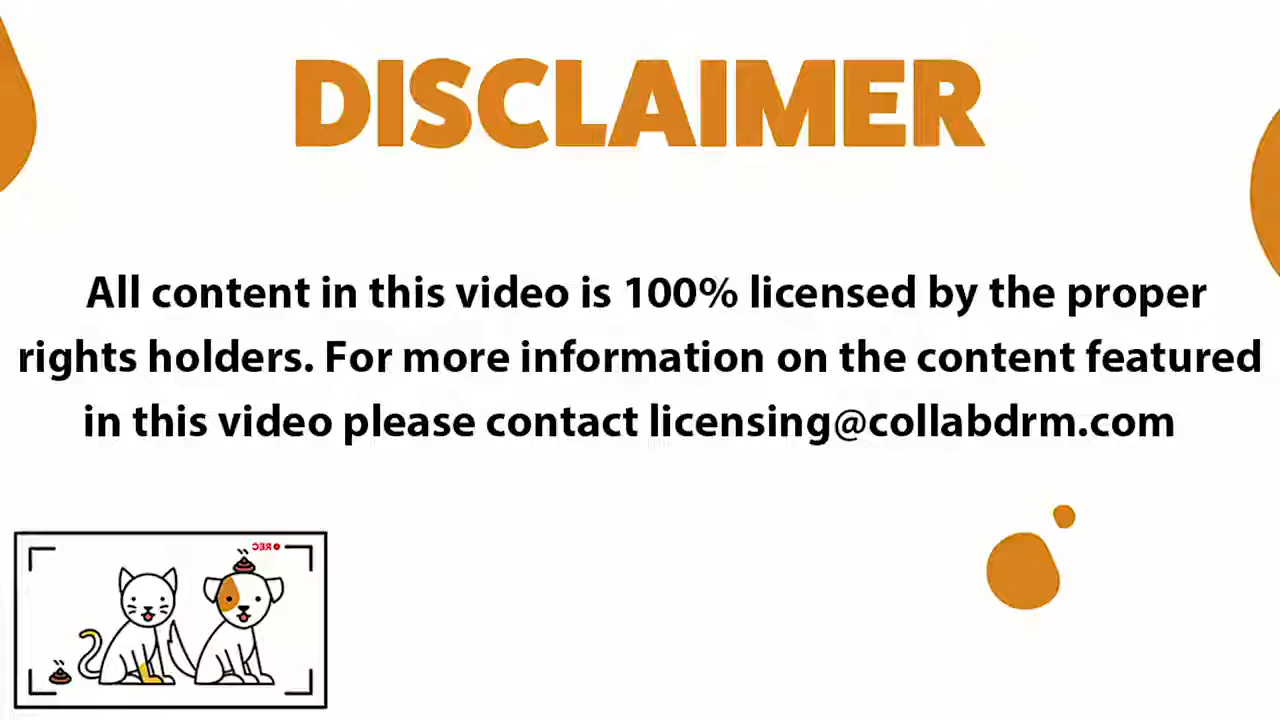 DISCLAIMER
All content in this video is 100% licensed by the proper
rights holders. For more information on the content featured
in this video please contact licensing@collabdrm.com
REC